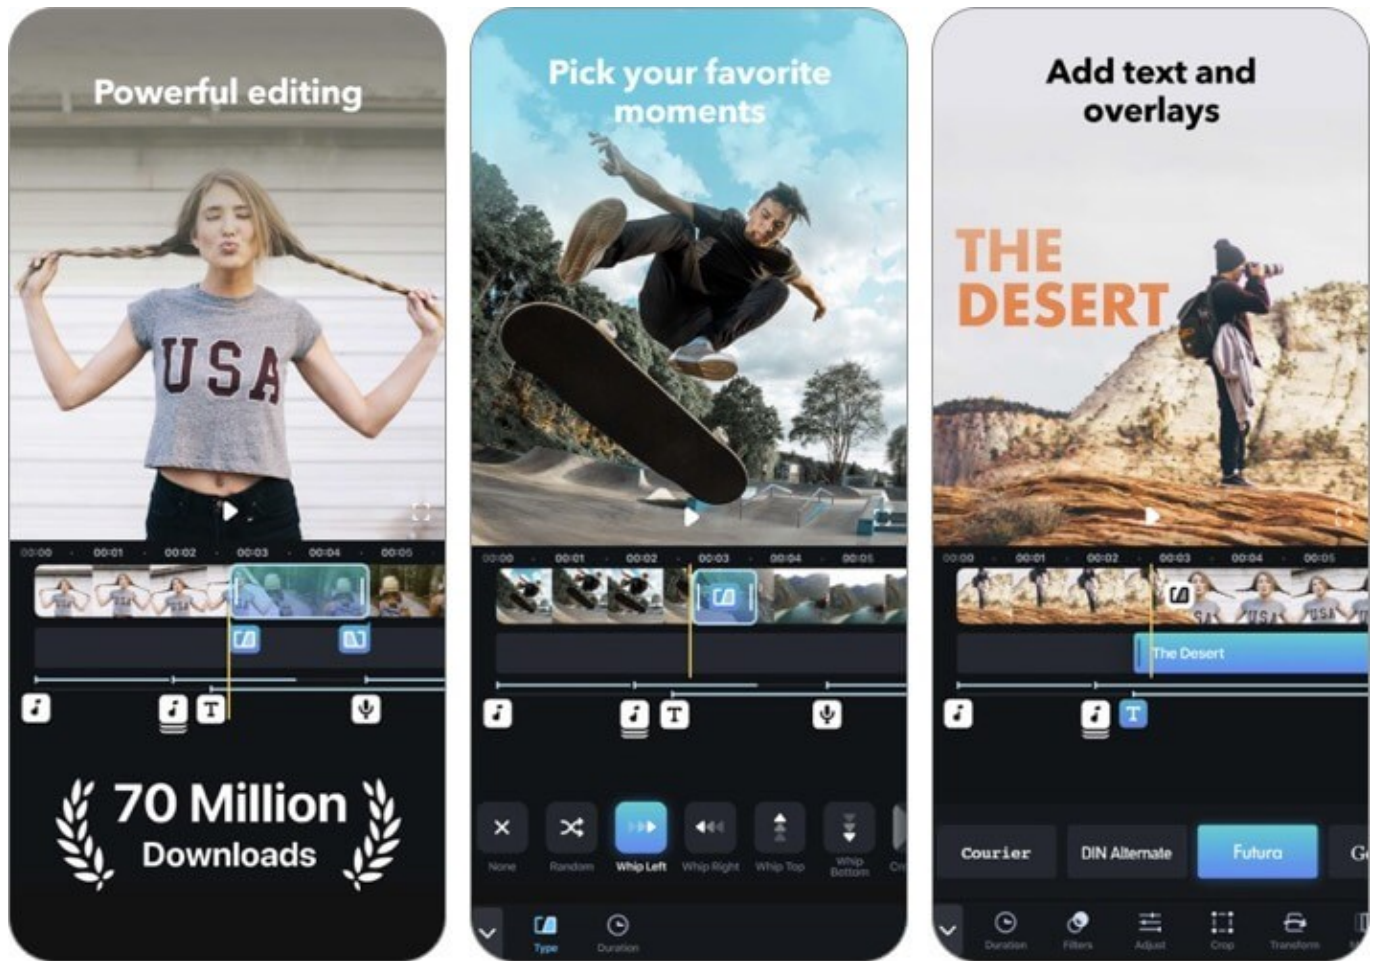 Powerful editing
USA
00:00 00:01 00:02 00:03 00:04 00:05
T
70 Million
Downloads
Pick your favorite
moments
00:00 00:01 00:02 00:03 00:04 00:05
T
None Random Whip Left Whip Right Whip Top Whip
Bottom
Type Duration
Add text and
overlays
THE
DESERT
00:00 00:01 00:02 00:03 00:04 00:05
USA USA
The Desert
T
Courier DIN Alternate Futura
Duration Filters Adjust Crop Transform